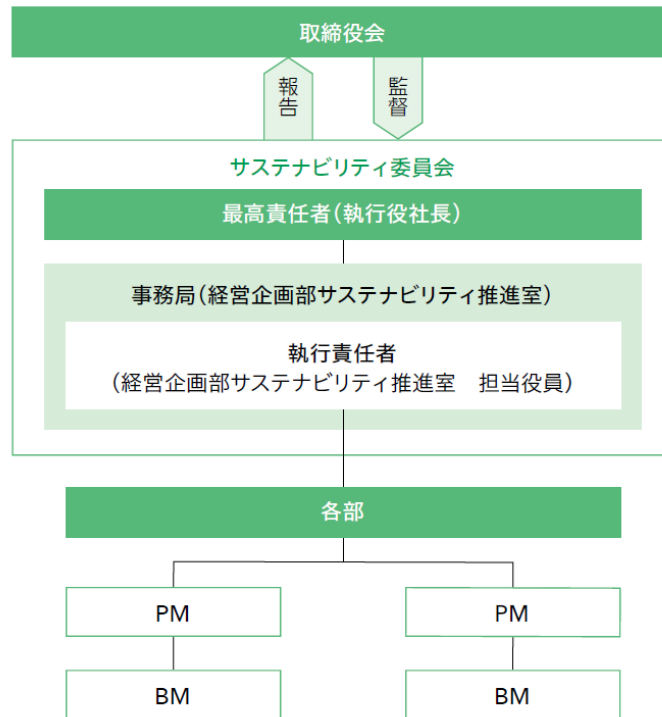 取締役会
報告
監督
サステナビリティ委員会
最高責任者(執行役社長)
事務局(経営企画部サステナビリティ推進室)
執行責任者
(経営企画部サステナビリティ推進室　担当役員)
各部
PM
PM
BM
BM